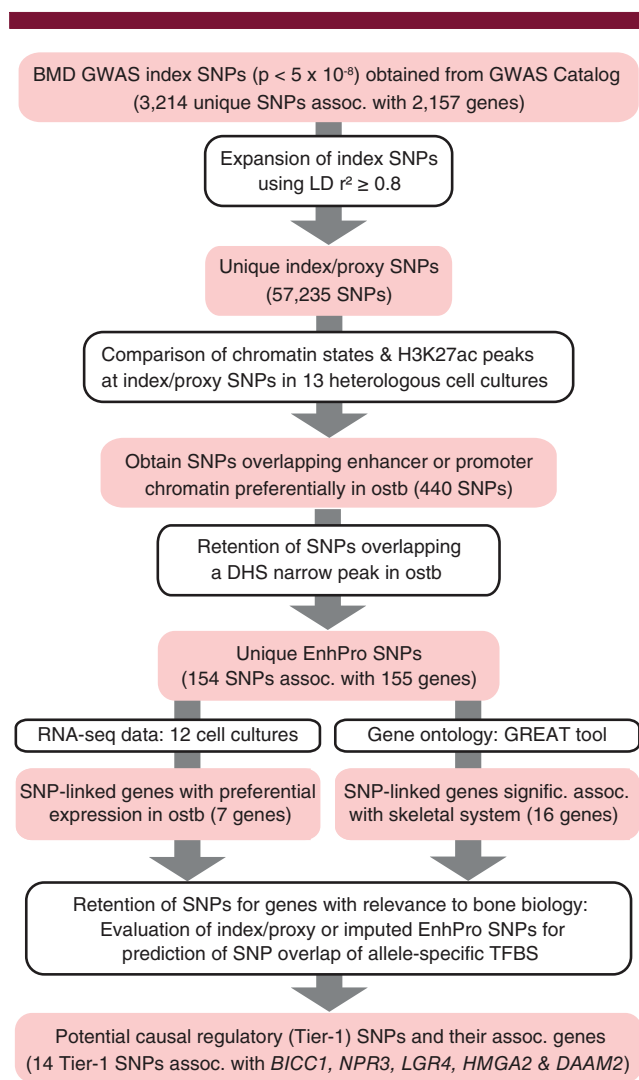 BMD GWAS index SNPs (p < 5 x 10⁻⁸) obtained from GWAS Catalog
(3,214 unique SNPs assoc. with 2,157 genes)
Expansion of index SNPs
using LD r² ≥ 0.8
Unique index/proxy SNPs
(57,235 SNPs)
Comparison of chromatin states & H3K27ac peaks
at index/proxy SNPs in 13 heterologous cell cultures
Obtain SNPs overlapping enhancer or promoter
chromatin preferentially in ostb (440 SNPs)
Retention of SNPs overlapping
a DHS narrow peak in ostb
Unique EnhPro SNPs
(154 SNPs assoc. with 155 genes)
RNA-seq data: 12 cell cultures
Gene ontology: GREAT tool
SNP-linked genes with preferential
expression in ostb (7 genes)
SNP-linked genes signific. assoc.
with skeletal system (16 genes)
Retention of SNPs for genes with relevance to bone biology:
Evaluation of index/proxy or imputed EnhPro SNPs for
prediction of SNP overlap of allele-specific TFBS
Potential causal regulatory (Tier-1) SNPs and their assoc. genes
(14 Tier-1 SNPs assoc. with BICC1, NPR3, LGR4, HMGA2 & DAAM2)